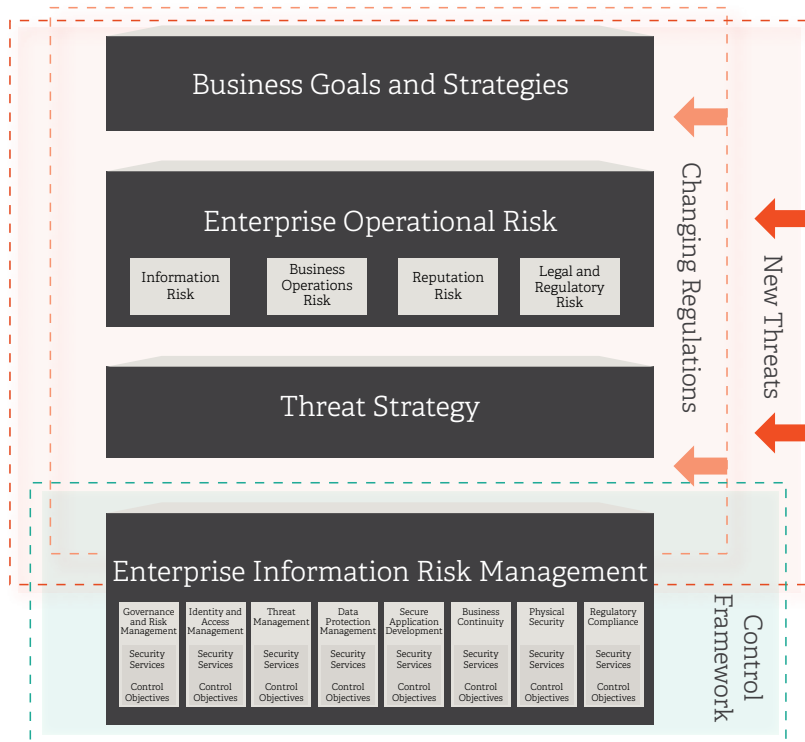 Business Goals and Strategies
Enterprise Operational Risk
Information
Risk
Business
Operations
Risk
Reputation
Risk
Legal and
Regulatory
Risk
Threat Strategy
Changing Regulations
New Threats
Enterprise Information Risk Management
Governance
and Risk
Management
Security
Services
Control
Objectives
Identity and
Access
Management
Security
Services
Control
Objectives
Threat
Management
Security
Services
Control
Objectives
Data
Protection
Management
Security
Services
Control
Objectives
Secure
Application
Development
Security
Services
Control
Objectives
Business
Continuity
Security
Services
Control
Objectives
Physical
Security
Security
Services
Control
Objectives
Regulatory
Compliance
Security
Services
Control
Objectives
Control
Framework